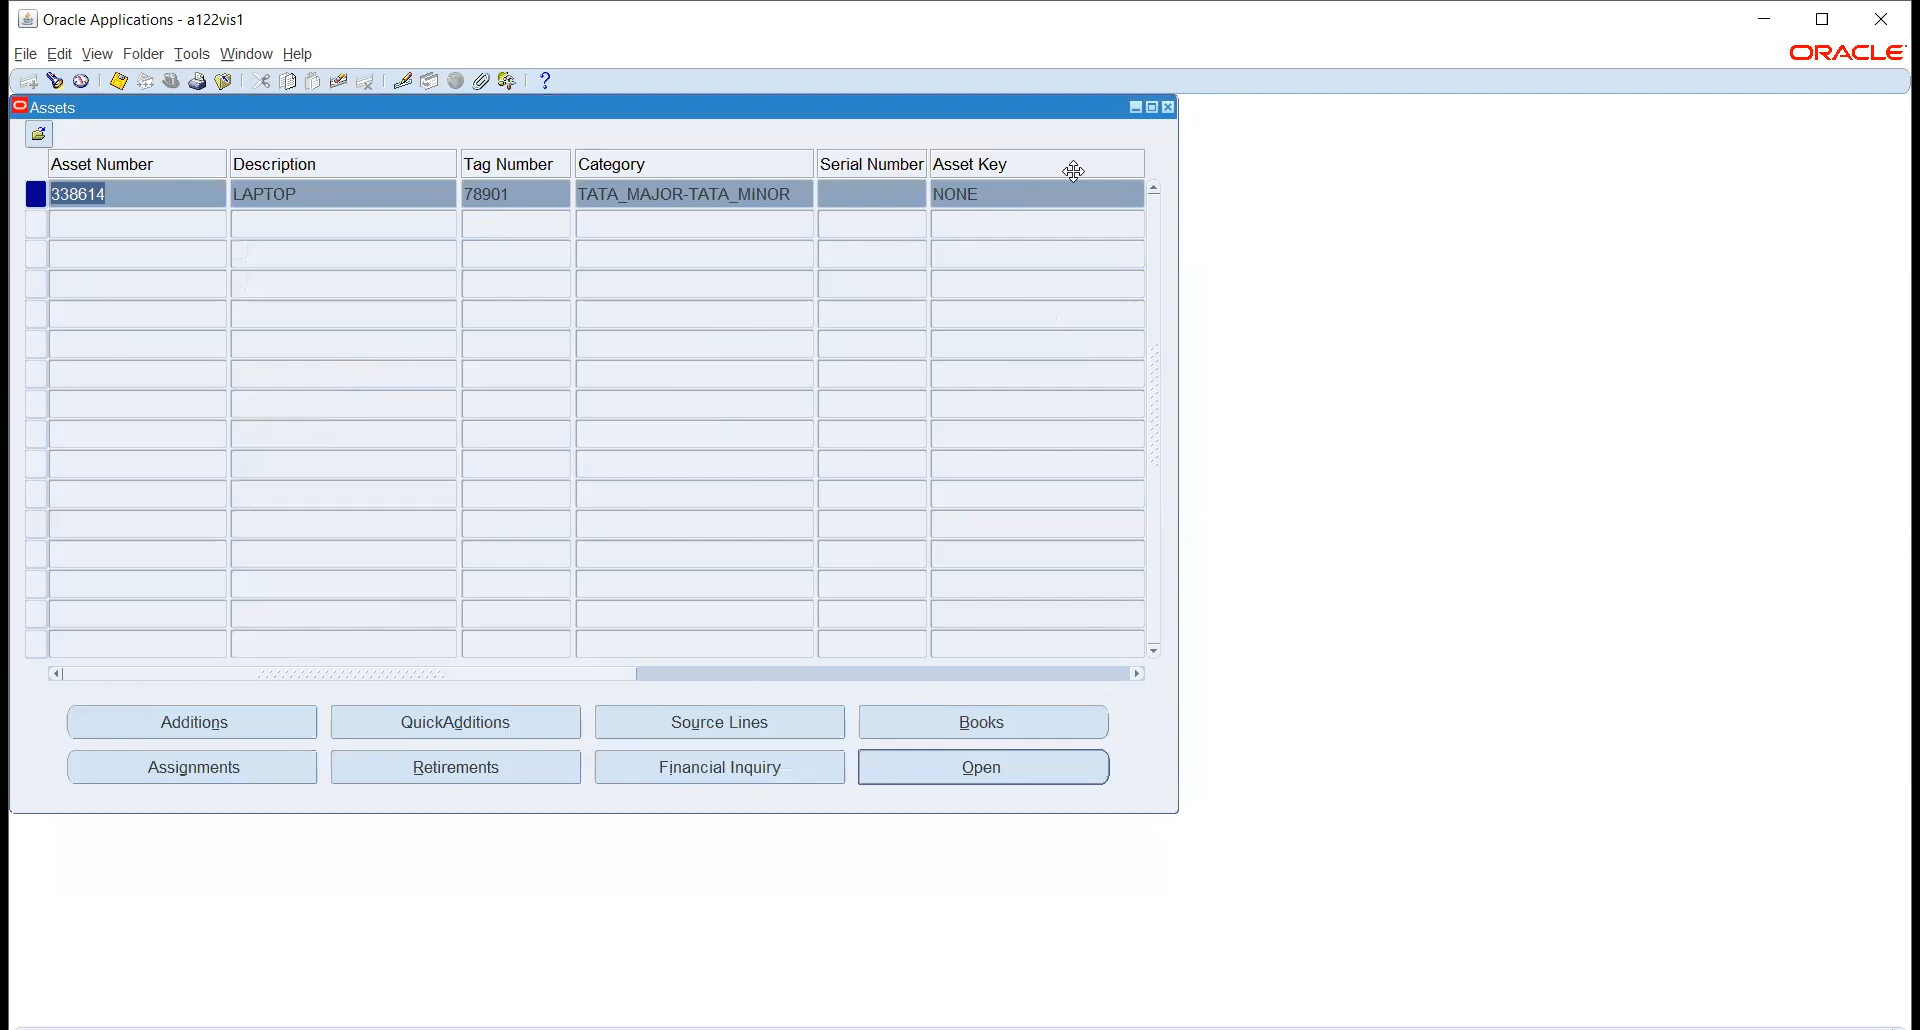 Oracle Applications - a122vis1
File Edit View Folder Tools Window Help
ORACLE
Assets
Asset Number Description Tag Number Category Serial Number Asset Key
338614 LAPTOP 78901 TATA_MAJOR-TATA_MINOR NONE
Additions QuickAdditions Source Lines Books
Assignments Retirements Financial Inquiry Open